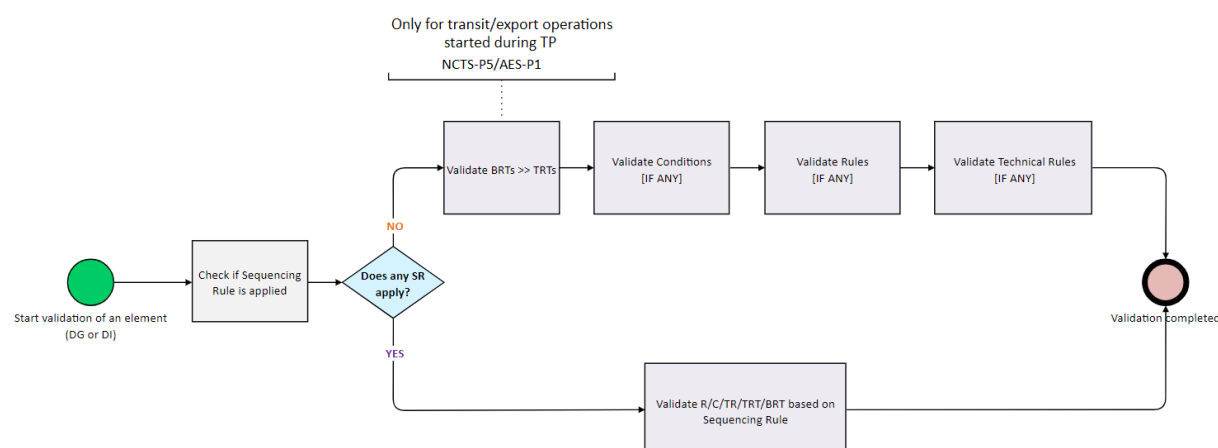 Only for transit/export operations
started during TP
NCTS-P5/AES-P1
Validate BRTs >> TRTs
Validate Conditions
[IF ANY]
Validate Rules
[IF ANY]
Validate Technical Rules
[IF ANY]
NO
Check if Sequencing
Rule is applied
Does any SR
apply?
Start validation of an element
(DG or DI)
Validation completed
YES
Validate R/C/TR/TRT/BRT based on
Sequencing Rule